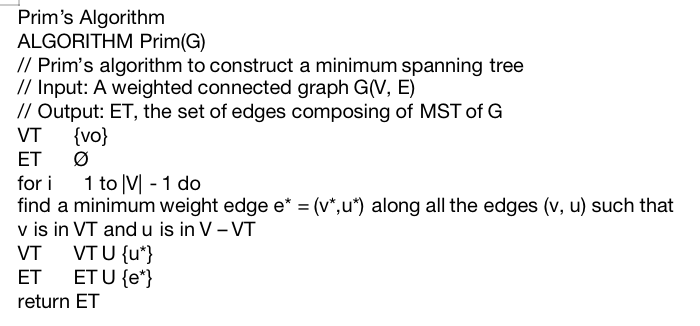 Prim's Algorithm
ALGORITHM Prim(G)
// Prim's algorithm to construct a minimum spanning tree
// Input: A weighted connected graph G(V, E)
// Output: ET, the set of edges composing of MST of G
VT {vo}
ET Ø
for i 1 to |V| - 1 do
find a minimum weight edge e* = (v*,u*) along all the edges (v, u) such that
v is in VT and u is in V – VT
VT VT U {u*}
ET ET U {e*}
return ET